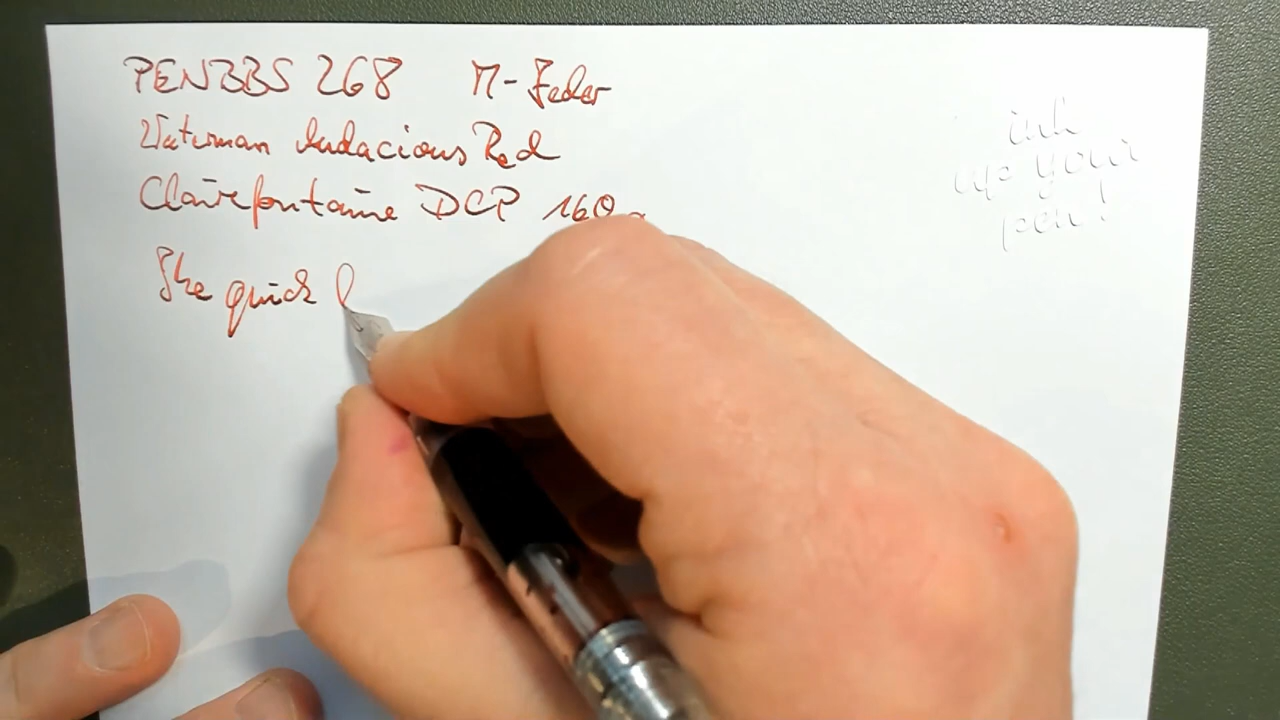 PENBBS 268 M-Feder
Waterman Audacious Red
Clairefontaine DCP 160g
The quick b
ink
up your
pen!